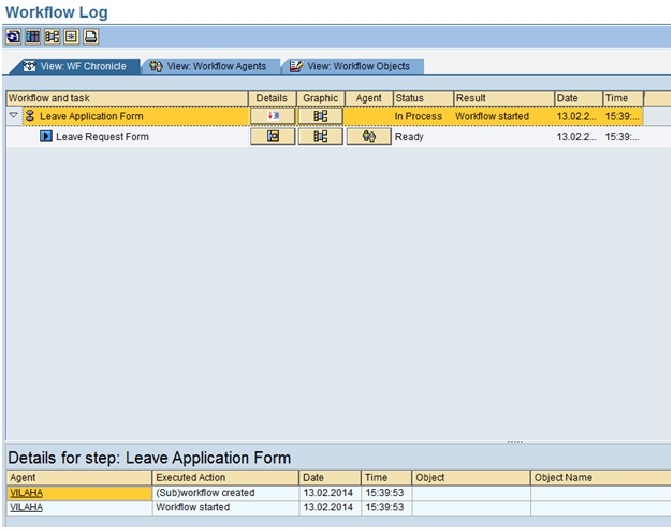 Workflow Log
View: WF Chronicle View: Workflow Agents View: Workflow Objects
Workflow and task Details Graphic Agent Status Result Date Time
Leave Application Form In Process Workflow started 13.02.2... 15:39:...
Leave Request Form Ready 13.02.2... 15:39:...
Details for step: Leave Application Form
Agent Executed Action Date Time Object Object Name
VILAHA (Sub)workflow created 13.02.2014 15:39:53
VILAHA Workflow started 13.02.2014 15:39:53